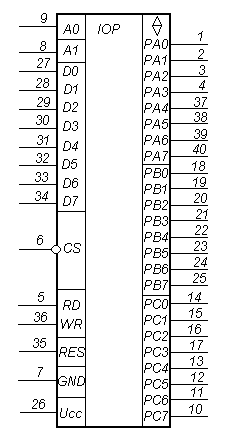 9 A0 IOP PA0 1
8 A1 PA1 2
27 D0 PA2 3
28 D1 PA3 4
29 D2 PA4 37
30 D3 PA5 38
31 D4 PA6 39
32 D5 PA7 40
33 D6 PB0 18
34 D7 PB1 19
PB2 20
PB3 21
6 CS PB4 22
PB5 23
PB6 24
PB7 25
5 RD PC0 14
36 WR PC1 15
PC2 16
35 RES PC3 17
PC4 13
7 GND PC5 12
PC6 11
26 Ucc PC7 10